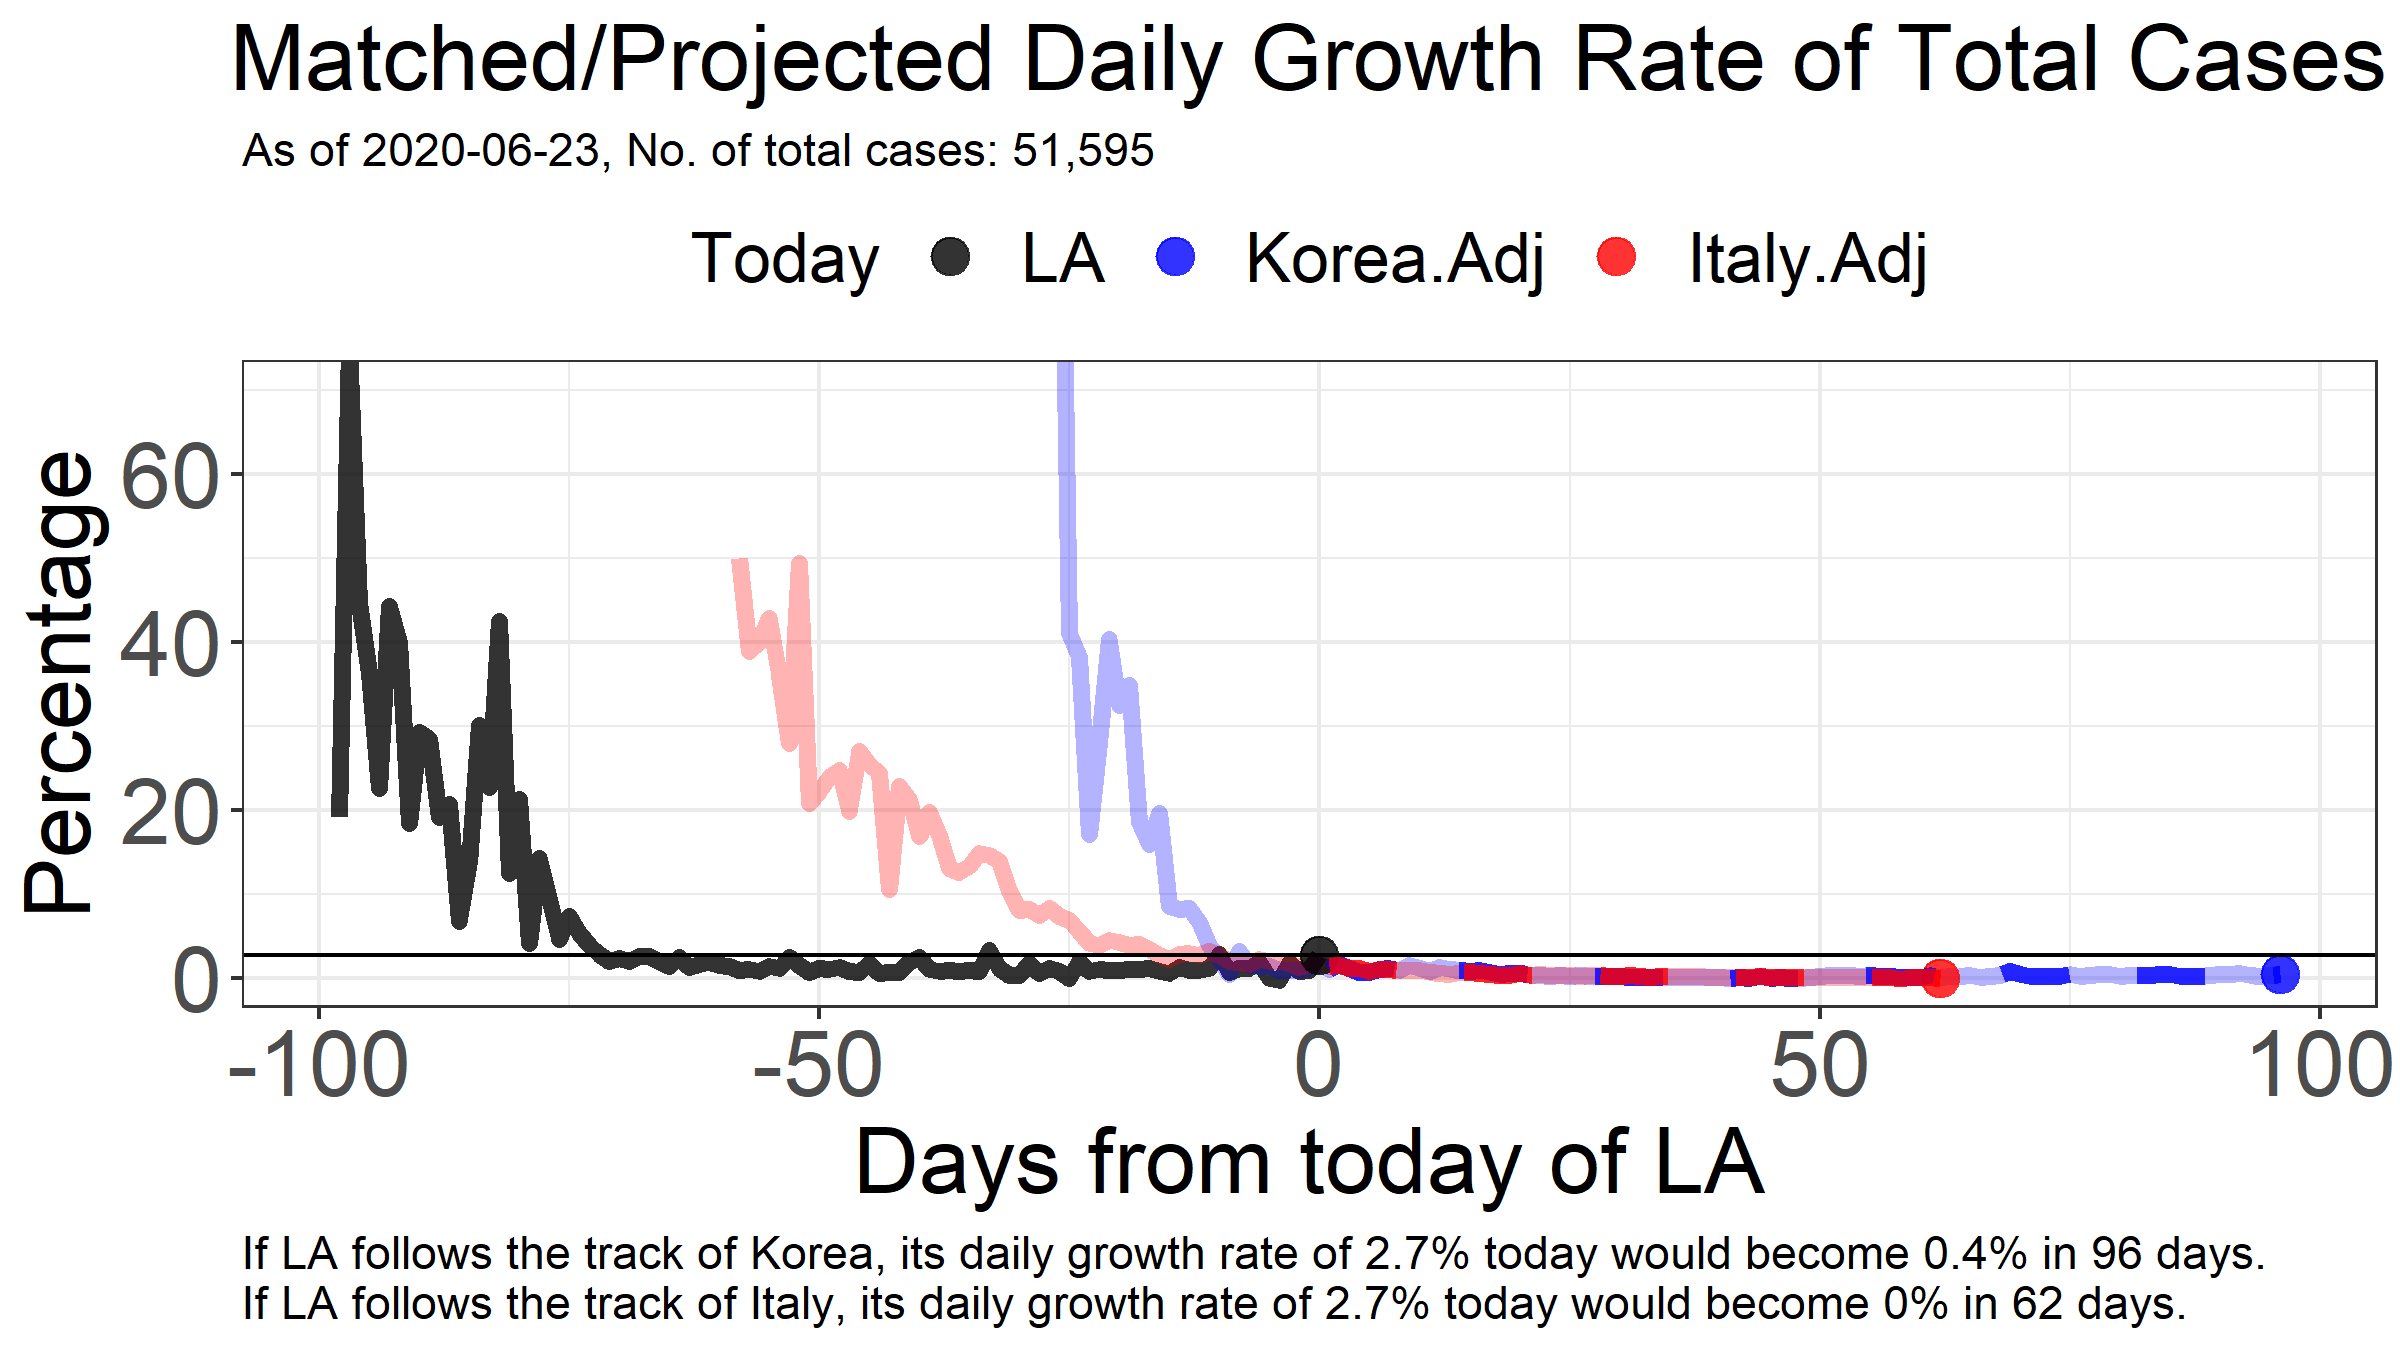 Matched/Projected Daily Growth Rate of Total Cases
As of 2020-06-23, No. of total cases: 51,595
Today LA Korea.Adj Italy.Adj
Percentage
60
40
20
0
-100 -50 0 50 100
Days from today of LA
If LA follows the track of Korea, its daily growth rate of 2.7% today would become 0.4% in 96 days.
If LA follows the track of Italy, its daily growth rate of 2.7% today would become 0% in 62 days.